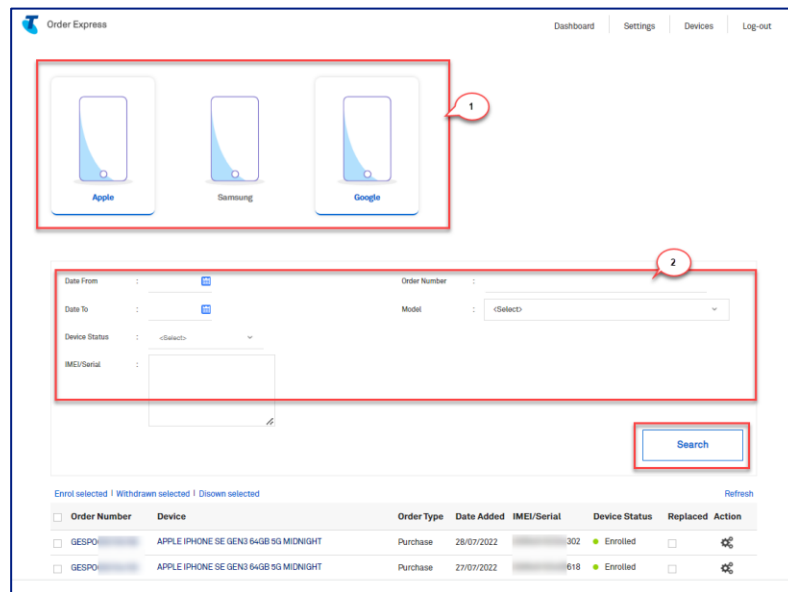 Order Express
Dashboard Settings Devices Log-out
1
Apple Samsung Google
2
Date From : Order Number :
Date To : Model : <Select>
Device Status : <Select>
IMEI/Serial :
Search
Enrol selected | Withdrawn selected | Disown selected Refresh
Order Number Device Order Type Date Added IMEI/Serial Device Status Replaced Action
GESPO APPLE IPHONE SE GEN3 64GB 5G MIDNIGHT Purchase 28/07/2022 302 Enrolled
GESPO APPLE IPHONE SE GEN3 64GB 5G MIDNIGHT Purchase 27/07/2022 618 Enrolled